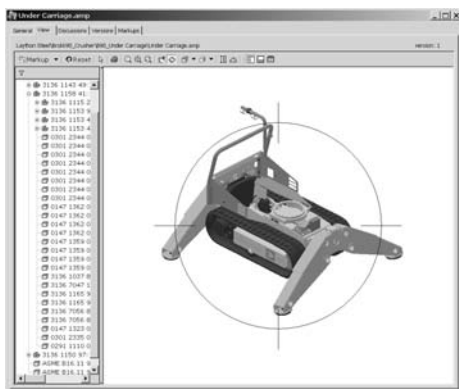 Under Carriage.amp
General View Discussions Versions Markups
version: 1
Markup Reset
3136 1143 49
3136 1158 41
3136 1115 2
3136 1153 9
3136 1153 4
3136 1153 4
0301 2344 0
0301 2344 0
0301 2344 0
0301 2344 0
0301 2344 0
0301 2344 0
0301 2344 0
0147 1362 0
0147 1362 0
0147 1362 0
0147 1362 0
0147 1359 0
0147 1359 0
0147 1359 0
3136 1037 8
3136 7047 1
3136 1165 9
3136 1165 9
3136 7056 8
3136 7056 8
0147 1323 0
0301 2335 0
0291 1110 0
3136 1150 97
ASME B16.11 9
ASME B16.11 9